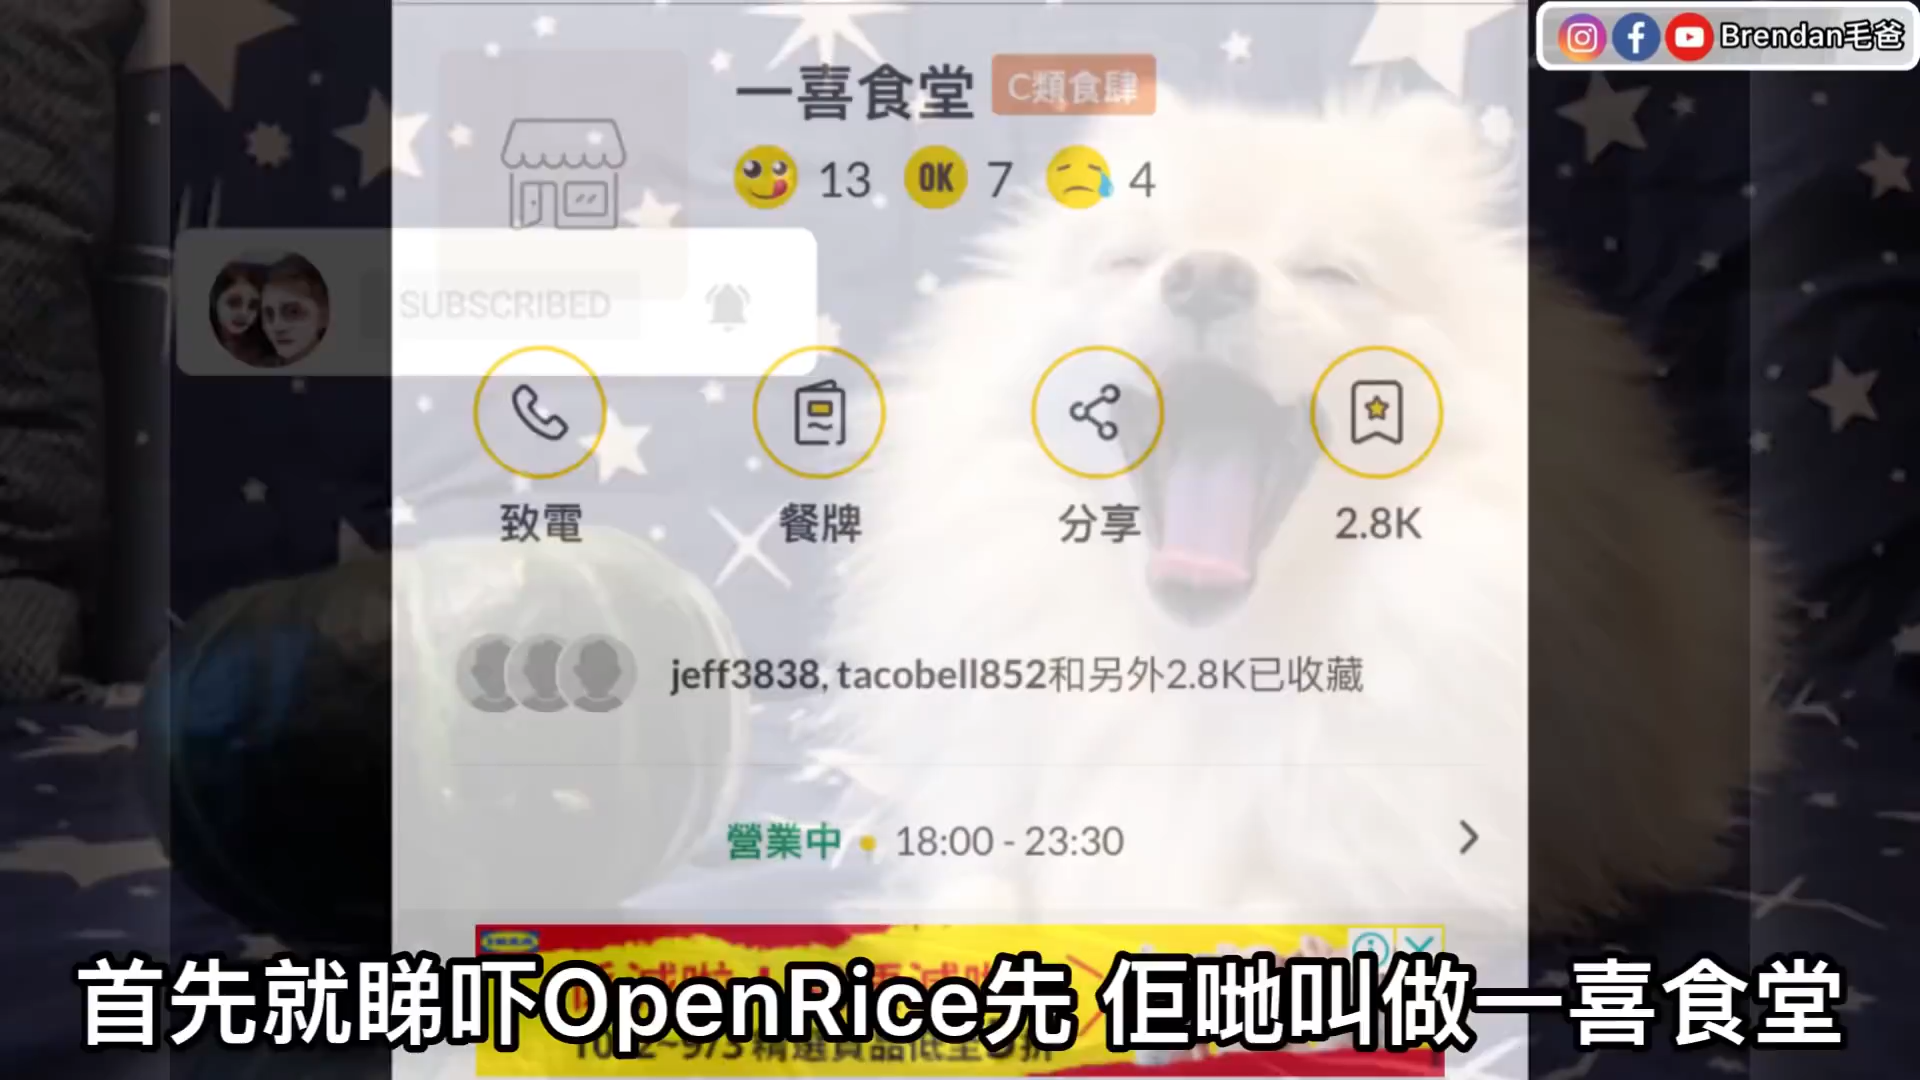 Brendan毛爸
一喜食堂 C類食肆
13 OK 7 4
SUBSCRIBED
致電 餐牌 分享 2.8K
jeff3838, tacobell852和另外2.8K已收藏
營業中 • 18:00 - 23:30
IKEA
首先就睇吓OpenRice先 佢哋叫做一喜食堂